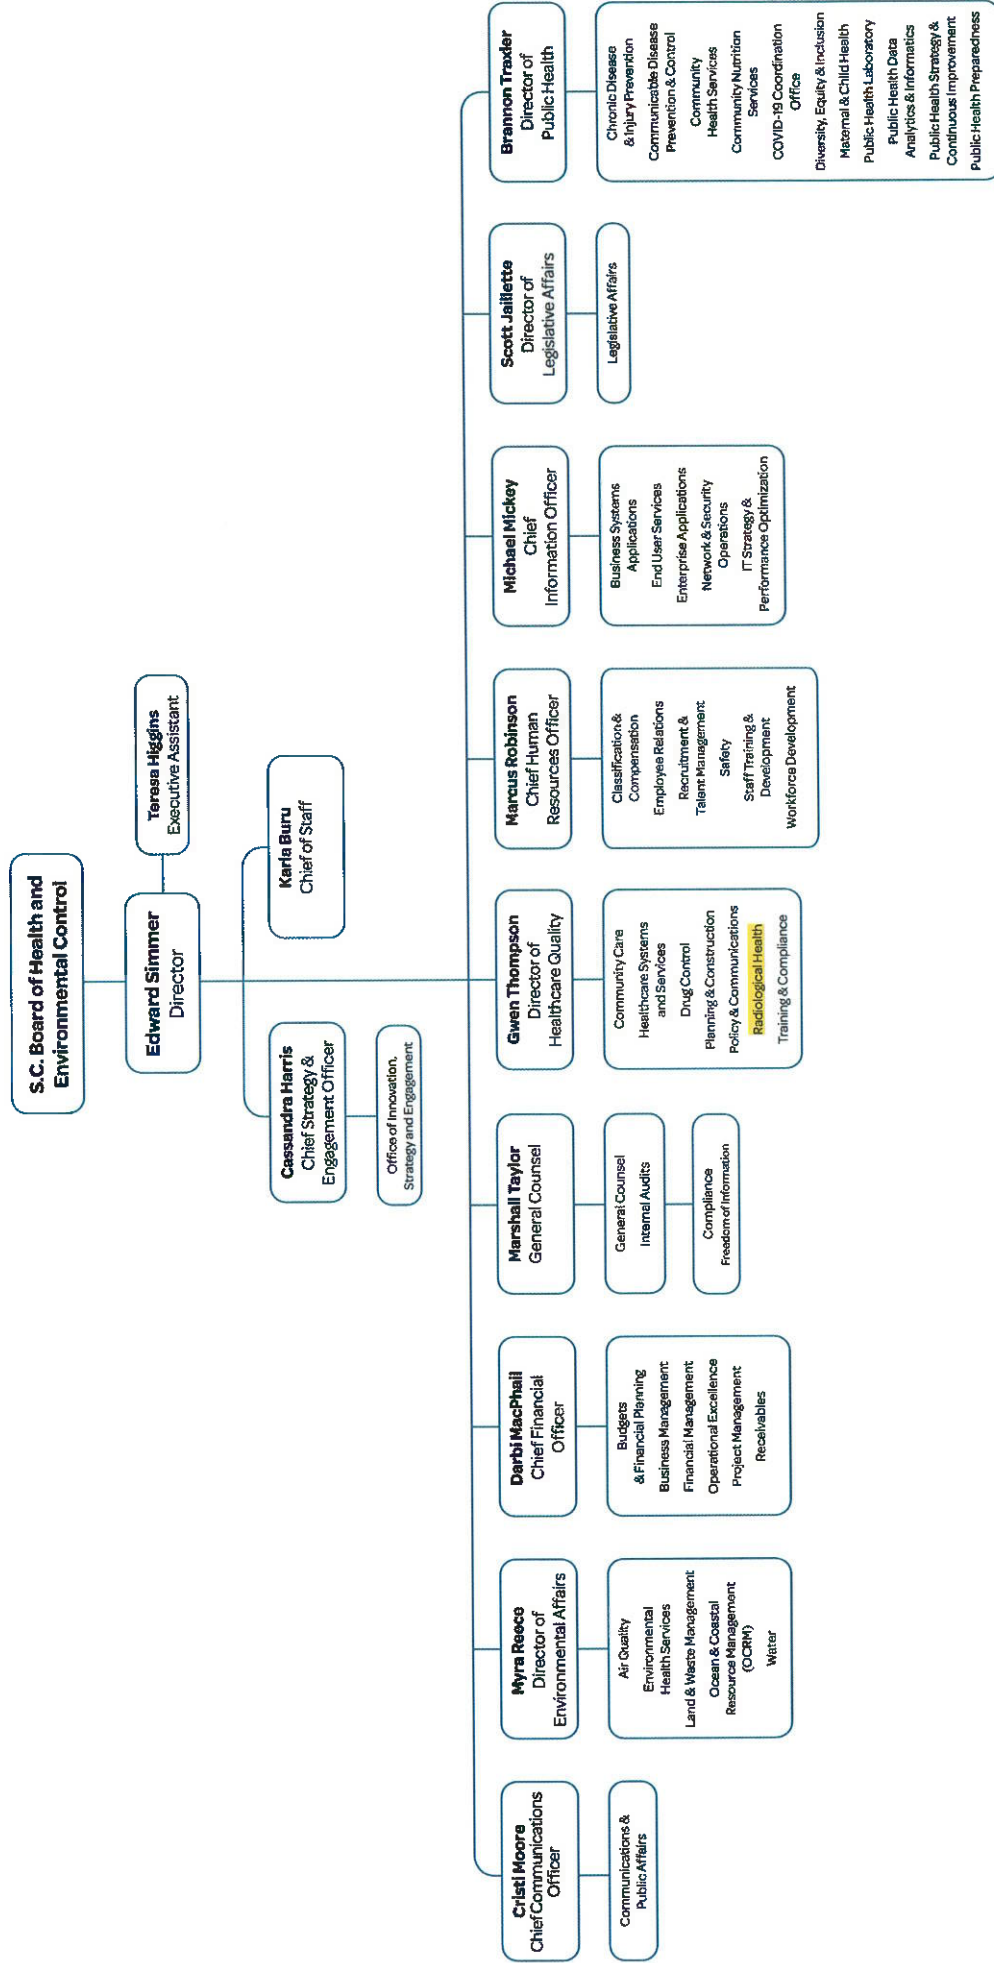 S.C. Board of Health and
Environmental Control
Edward Simmer
Director
Teresa Higgins
Executive Assistant
Cassandra Harris
Chief Strategy &
Engagement Officer
Office of Innovation,
Strategy and Engagement
Karla Buru
Chief of Staff
Cristi Moore
Chief Communications
Officer
Communications &
Public Affairs
Myra Reece
Director of
Environmental Affairs
Air Quality
Environmental
Health Services
Land & Waste Management
Ocean & Coastal
Resource Management
(OCRM)
Water
Darbi MacPhail
Chief Financial
Officer
Budgets
& Financial Planning
Business Management
Financial Management
Operational Excellence
Project Management
Receivables
Marshall Taylor
General Counsel
General Counsel
Internal Audits
Compliance
Freedom of Information
Gwen Thompson
Director of
Healthcare Quality
Community Care
Healthcare Systems
and Services
Drug Control
Planning & Construction
Policy & Communications
Radiological Health
Training & Compliance
Marcus Robinson
Chief Human
Resources Officer
Classification &
Compensation
Employee Relations
Recruitment &
Talent Management
Safety
Staff Training &
Development
Workforce Development
Michael Mickey
Chief
Information Officer
Business Systems
Applications
End User Services
Enterprise Applications
Network & Security
Operations
IT Strategy &
Performance Optimization
Scott Jaillette
Director of
Legislative Affairs
Legislative Affairs
Brannon Traxler
Director of
Public Health
Chronic Disease
& Injury Prevention
Communicable Disease
Prevention & Control
Community
Health Services
Community Nutrition
Services
COVID-19 Coordination
Office
Diversity, Equity & Inclusion
Maternal & Child Health
Public Health Laboratory
Public Health Data
Analytics & Informatics
Public Health Strategy &
Continuous Improvement
Public Health Preparedness